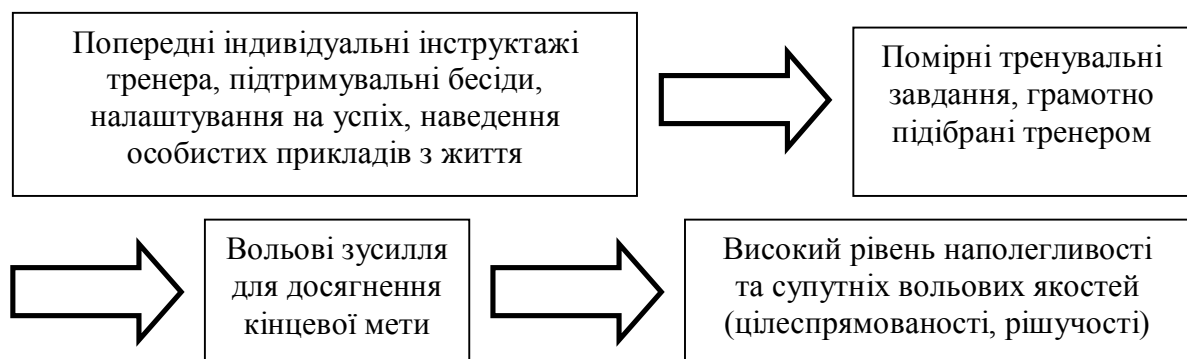 Попередні індивідуальні інструктажі
тренера, підтримувальні бесіди,
налаштування на успіх, наведення
особистих прикладів з життя
Помірні тренувальні
завдання, грамотно
підібрані тренером
Вольові зусилля
для досягнення
кінцевої мети
Високий рівень наполегливості
та супутніх вольових якостей
(цілеспрямованості, рішучості)